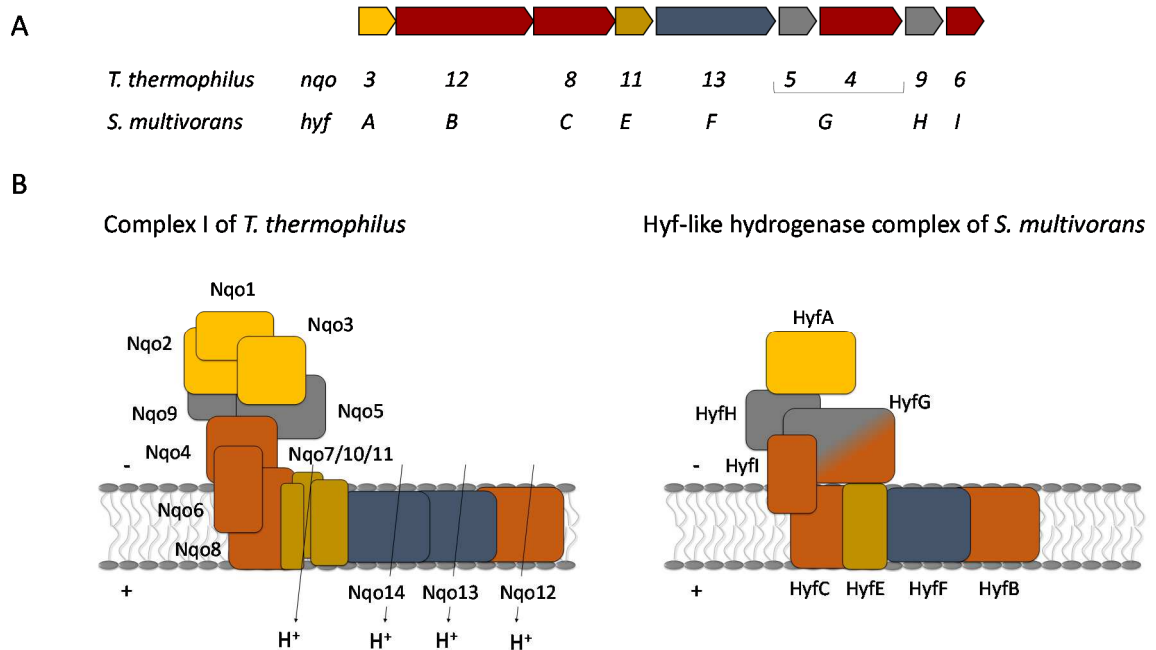 A
T. thermophilus nqo 3 12 8 11 13 5 4 9 6
S. multivorans hyf A B C E F G H I
B
Complex I of T. thermophilus
Hyf-like hydrogenase complex of S. multivorans
Nqo1
Nqo3
Nqo2
Nqo9
Nqo5
Nqo4
Nqo7/10/11
-
Nqo6
Nqo8
+
Nqo14 Nqo13 Nqo12
H⁺ H⁺ H⁺ H⁺
HyfA
HyfH
HyfG
HyfI
-
+
HyfC HyfE HyfF HyfB